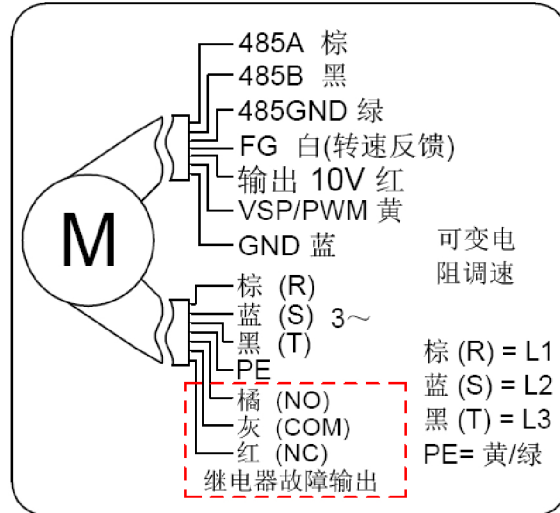 485A 棕
485B 黑
485GND 绿
FG 白(转速反馈)
输出 10V 红
VSP/PWM 黄
GND 蓝
可变电
阻调速
M
棕 (R)
蓝 (S) 3～
黑 (T)
PE
橘 (NO)
灰 (COM)
红 (NC)
继电器故障输出
棕 (R) = L1
蓝 (S) = L2
黑 (T) = L3
PE= 黄/绿